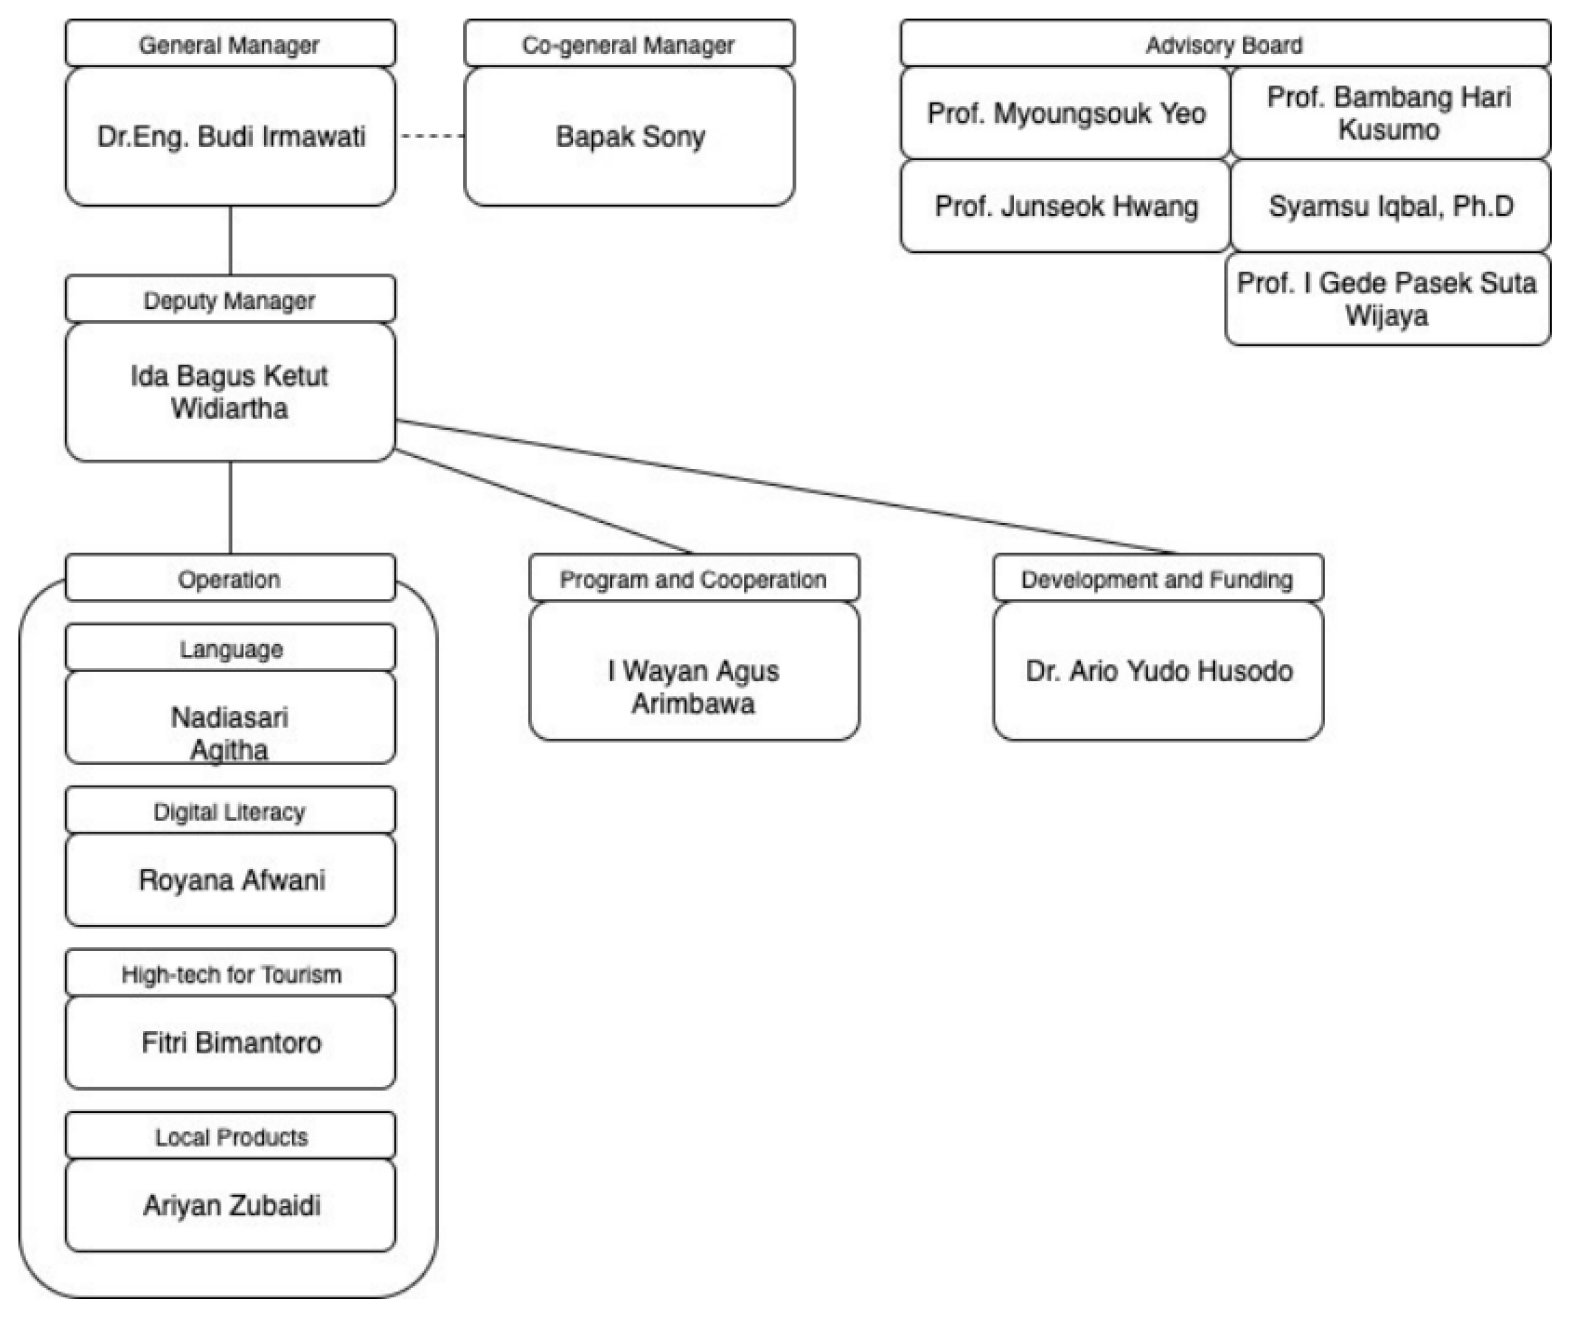 General Manager
Dr.Eng. Budi Irmawati
Co-general Manager
Bapak Sony
Advisory Board
Prof. Myoungsouk Yeo
Prof. Bambang Hari
Kusumo
Prof. Junseok Hwang
Syamsu Iqbal, Ph.D
Prof. I Gede Pasek Suta
Wijaya
Deputy Manager
Ida Bagus Ketut
Widiartha
Operation
Language
Nadiasari
Agitha
Digital Literacy
Royana Afwani
High-tech for Tourism
Fitri Bimantoro
Local Products
Ariyan Zubaidi
Program and Cooperation
I Wayan Agus
Arimbawa
Development and Funding
Dr. Ario Yudo Husodo